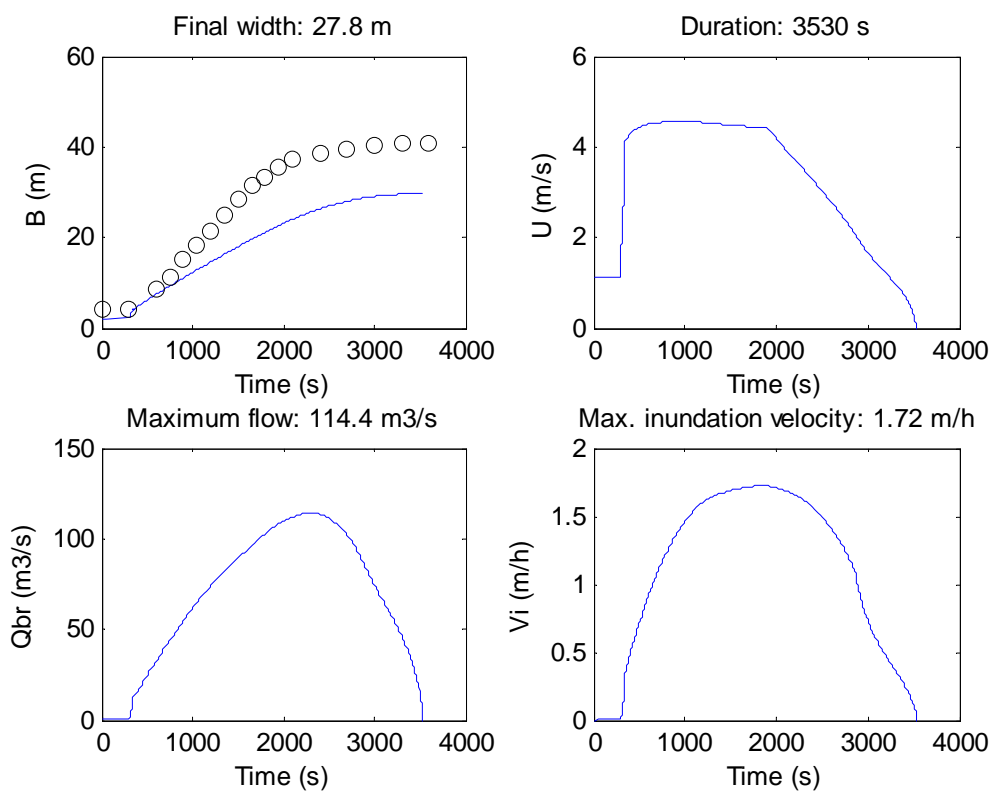 Final width: 27.8 m
60
40
20
0
B (m)
0 1000 2000 3000 4000
Time (s)
Duration: 3530 s
6
4
2
0
U (m/s)
0 1000 2000 3000 4000
Time (s)
Maximum flow: 114.4 m3/s
150
100
50
0
Qbr (m3/s)
0 1000 2000 3000 4000
Time (s)
Max. inundation velocity: 1.72 m/h
2
1.5
1
0.5
0
Vi (m/h)
0 1000 2000 3000 4000
Time (s)